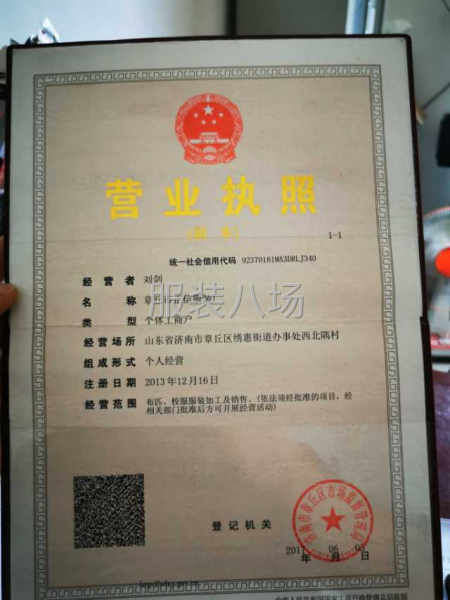 营业执照
(副本)
1-1
统一社会信用代码 92370181MA3DRLJ340
经营者 刘剑
名称
类型 个体工商户
经营场所 山东省济南市章丘区绣惠街道办事处西北隅村
组成形式 个人经营
注册日期 2013年12月16日
经营范围 布匹、校服服装加工及销售。(依法须经批准的项目，经
相关部门批准后方可开展经营活动)
服装八场
登记机关
年 月 日